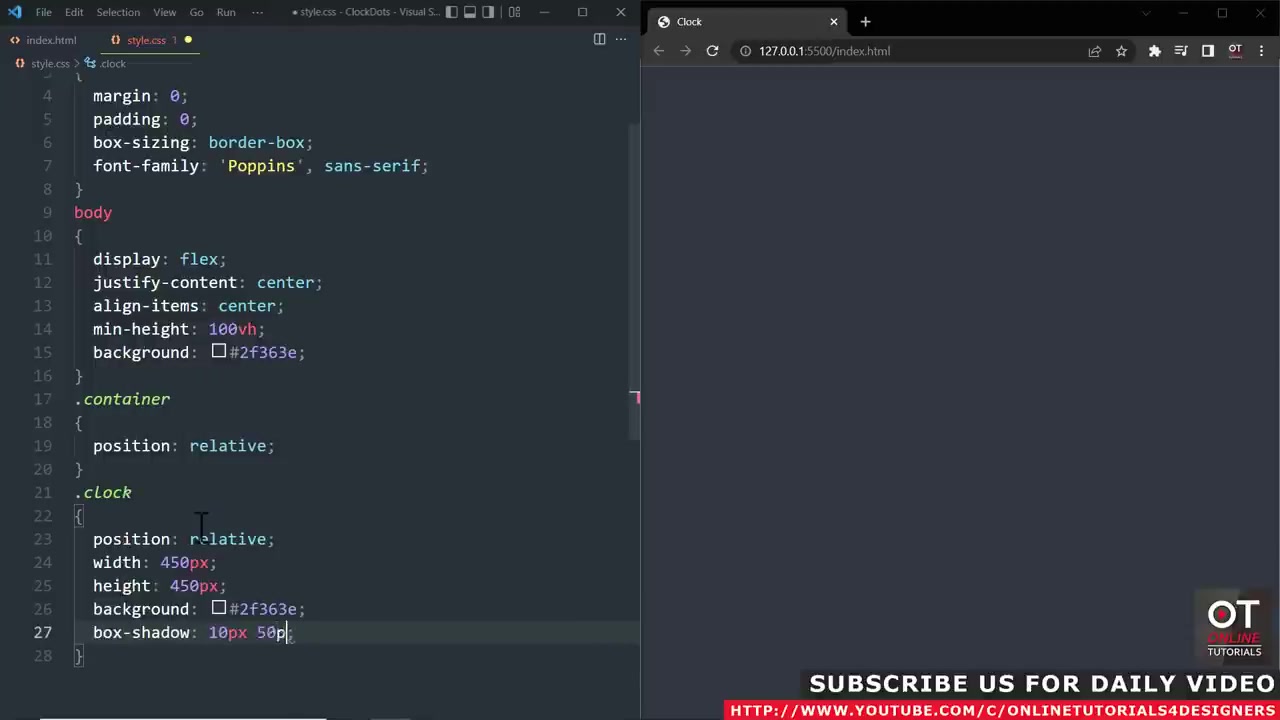 File Edit Selection View Go Run ··· style.css - ClockDots - Visual S...
Clock
index.html
style.css 1
127.0.0.1:5500/index.html
style.css > .clock
{
4 margin: 0;
5 padding: 0;
6 box-sizing: border-box;
7 font-family: 'Poppins', sans-serif;
8 }
9 body
10 {
11 display: flex;
12 justify-content: center;
13 align-items: center;
14 min-height: 100vh;
15 background: #2f363e;
16 }
17 .container
18 {
19 position: relative;
20 }
21 .clock
22 {
23 position: relative;
24 width: 450px;
25 height: 450px;
26 background: #2f363e;
27 box-shadow: 10px 50p;
28 }
OT
ONLINE
TUTORIALS
SUBSCRIBE US FOR DAILY VIDEO
HTTP://WWW.YOUTUBE.COM/C/ONLINETUTORIALS4DESIGNERS